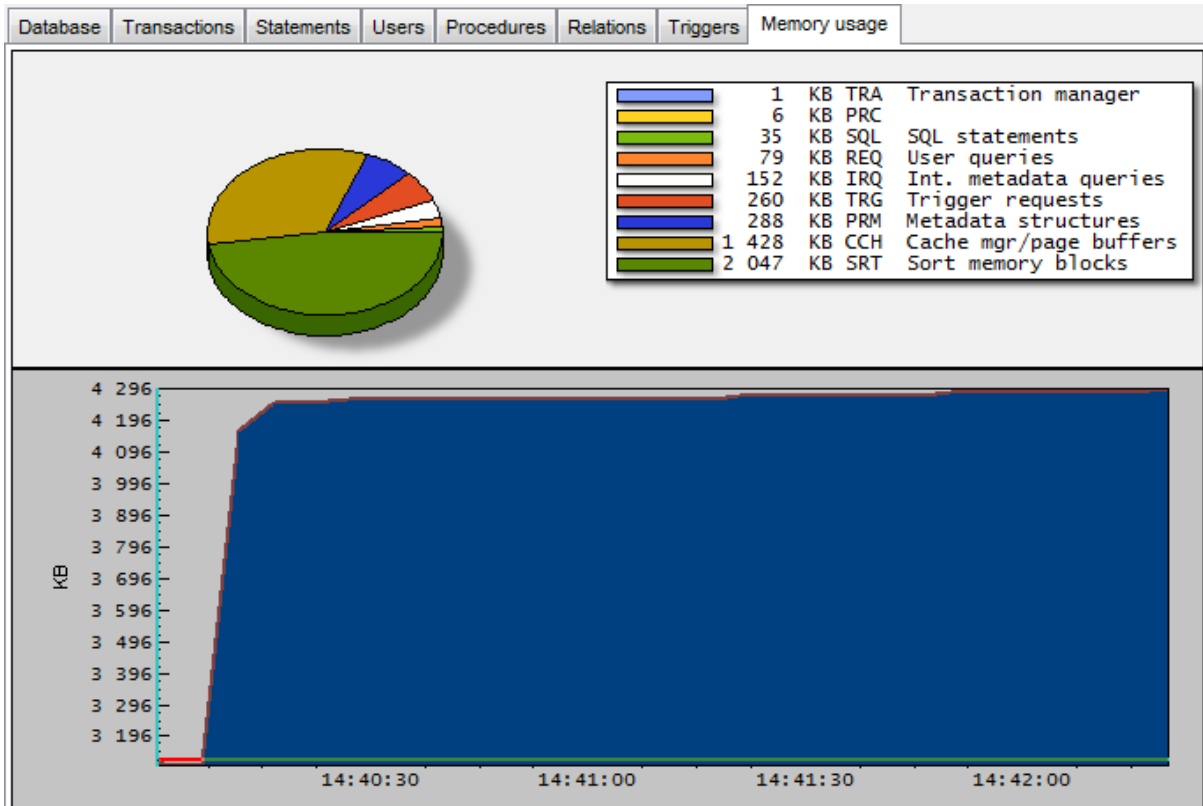 Database Transactions Statements Users Procedures Relations Triggers Memory usage
1 KB TRA Transaction manager
6 KB PRC
35 KB SQL SQL statements
79 KB REQ User queries
152 KB IRQ Int. metadata queries
260 KB TRG Trigger requests
288 KB PRM Metadata structures
1 428 KB CCH Cache mgr/page buffers
2 047 KB SRT Sort memory blocks
4 296
4 196
4 096
3 996
3 896
3 796
KB
3 696
3 596
3 496
3 396
3 296
3 196
14:40:30 14:41:00 14:41:30 14:42:00